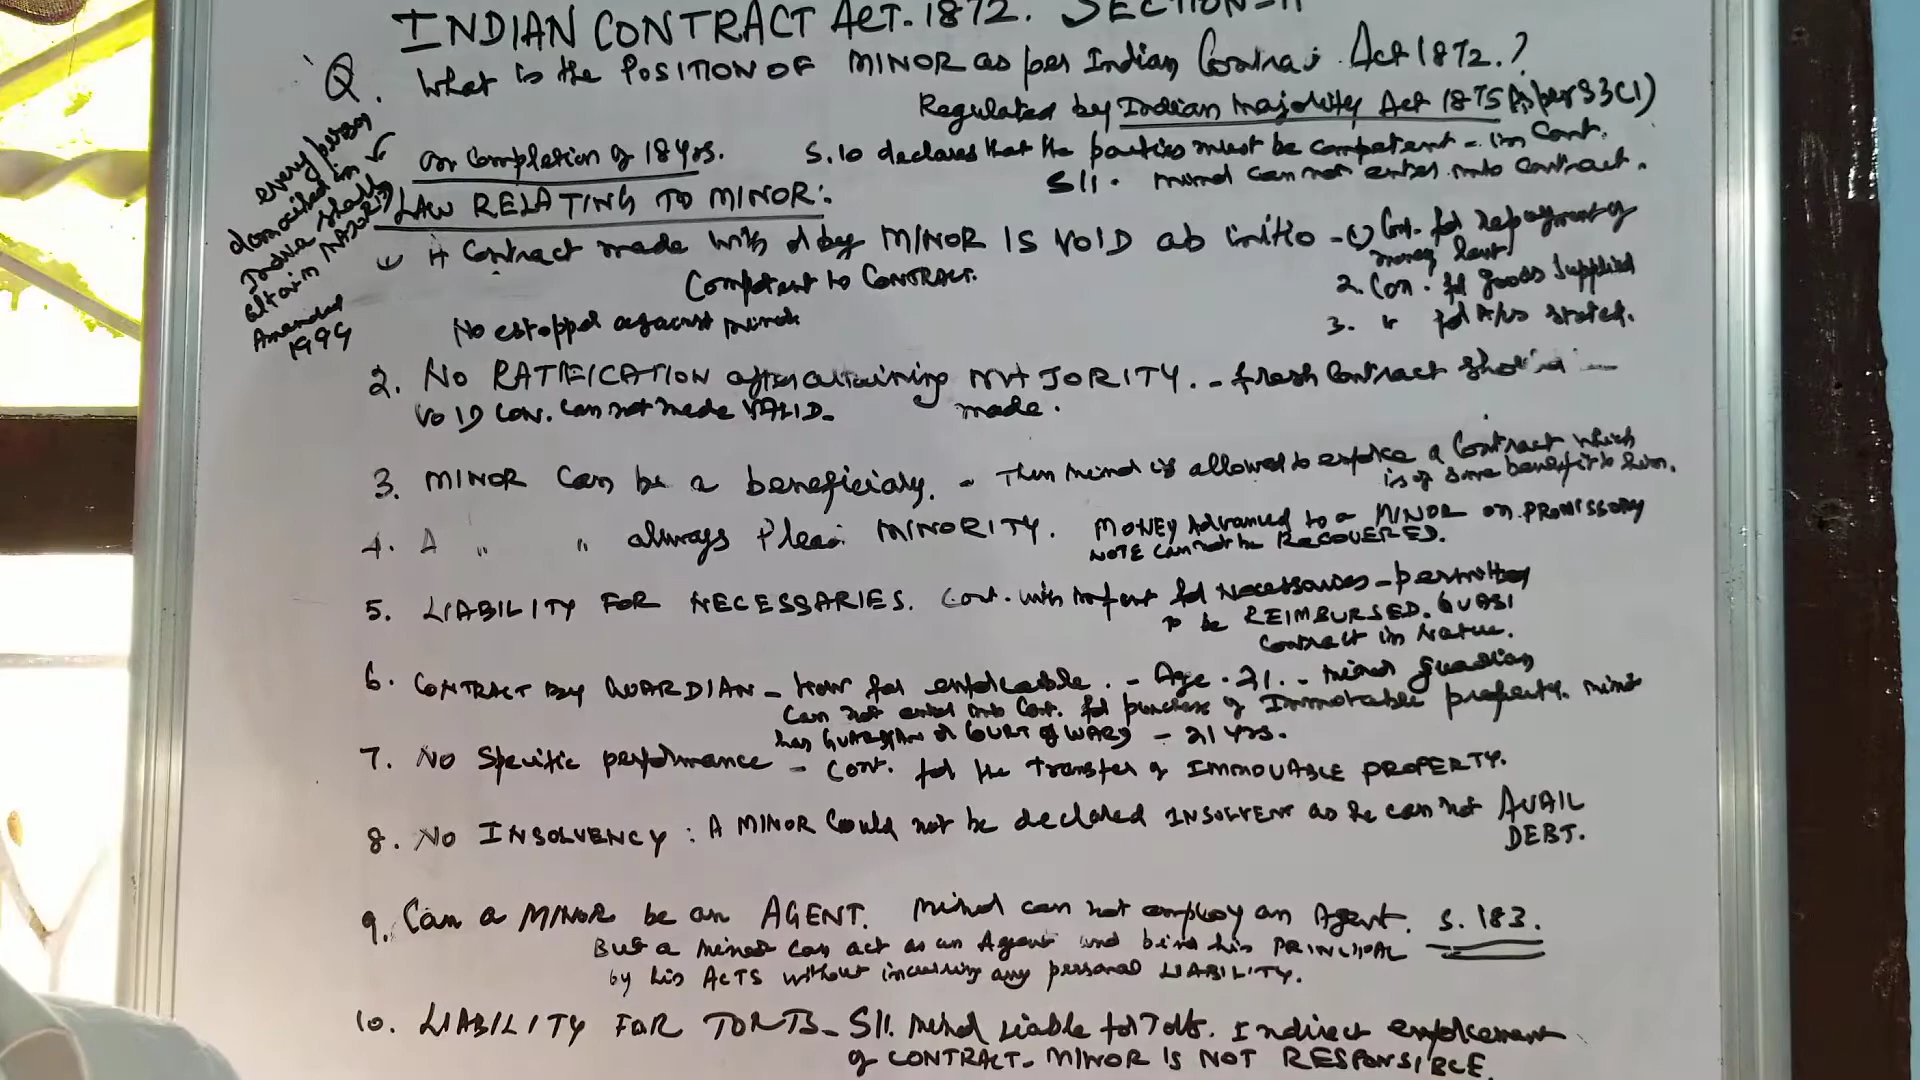 INDIAN CONTRACT ACT. 1872. SECTION-11
Q. What is the POSITION OF MINOR as per Indian Contrac Act 1872.?
Regulated by Indian Majority Act 1875 As per S3(1)
on completion of 18 yrs.
S.10 declares that the parties must be competent - in Cont.
S11. minor can not enter into contract.
every person
domociled in
India shall
attain MAJORITY
Amended
1999
LAW RELATING TO MINOR:
1 Contract made with or by MINOR IS VOID ab initio - (1) Cont. for repayment of
money lent
Competent to CONTRACT.
2. Con. for goods supplied
No estoppel against minor
3. " for A/cs stated.
2. NO RATIFICATION after attaining MAJORITY. - fresh Contract
made.
VOID Con. can not made VALID.
3. MINOR Can be a beneficiary. - Then minor is allowed to enforce a Contract which
is of some benefit to him.
4. A " " always Plead MINORITY. MONEY Advanced to a MINOR on PROMISSORY
NOTE can not be RECOVERED.
5. LIABILITY FOR NECESSARIES. Cont. with infant for Necessaries - permitted
to be REIMBURSED. QUASI
Contract in Nature.
6. CONTRACT BY GUARDIAN - how far enforceable. - Age. 21. - minor guardian
Can not enter into Cont. for purchase of Immovable property. minor
has GUARDIAN or COURT of WARD - 21 yrs.
7. No Specific performance - Cont. for the Transfer of IMMOVABLE PROPERTY.
8. NO INSOLVENCY: A MINOR Could not be declared INSOLVENT as he can not AVAIL
DEBT.
9. Can a MINOR be an AGENT. Minor can not employ an Agent. S. 183.
But a minor can act as an Agent and bind his PRINCIPAL
by his ACTS without incurring any personal LIABILITY.
10. LIABILITY FOR TORTS - S11. Minor Liable for Torts. Indirect enforcement
of CONTRACT - MINOR IS NOT RESPONSIBLE.